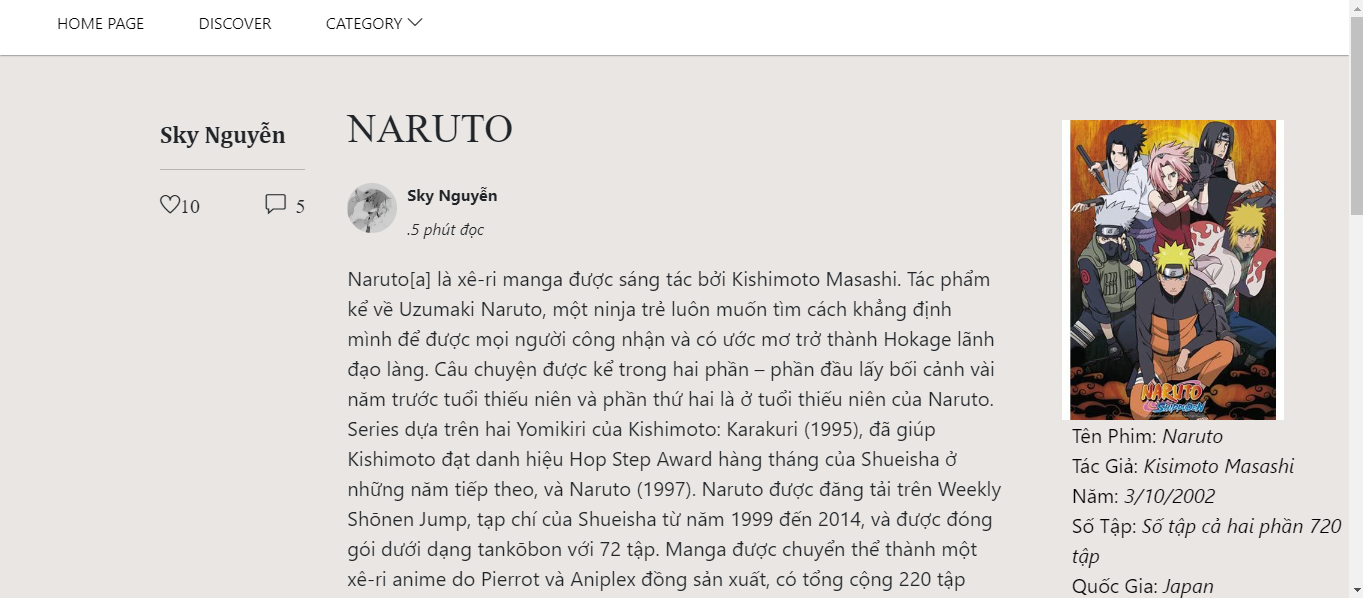 HOME PAGE DISCOVER CATEGORY
Sky Nguyễn
10 5
NARUTO
Sky Nguyễn
.5 phút đọc
Naruto[a] là xê-ri manga được sáng tác bởi Kishimoto Masashi. Tác phẩm
kể về Uzumaki Naruto, một ninja trẻ luôn muốn tìm cách khẳng định
mình để được mọi người công nhận và có ước mơ trở thành Hokage lãnh
đạo làng. Câu chuyện được kể trong hai phần – phần đầu lấy bối cảnh vài
năm trước tuổi thiếu niên và phần thứ hai là ở tuổi thiếu niên của Naruto.
Series dựa trên hai Yomikiri của Kishimoto: Karakuri (1995), đã giúp
Kishimoto đạt danh hiệu Hop Step Award hàng tháng của Shueisha ở
những năm tiếp theo, và Naruto (1997). Naruto được đăng tải trên Weekly
Shōnen Jump, tạp chí của Shueisha từ năm 1999 đến 2014, và được đóng
gói dưới dạng tankōbon với 72 tập. Manga được chuyển thể thành một
xê-ri anime do Pierrot và Aniplex đồng sản xuất, có tổng cộng 220 tập
NARUTO
SHIPPUDEN
Tên Phim: Naruto
Tác Giả: Kisimoto Masashi
Năm: 3/10/2002
Số Tập: Số tập cả hai phần 720
tập
Quốc Gia: Japan